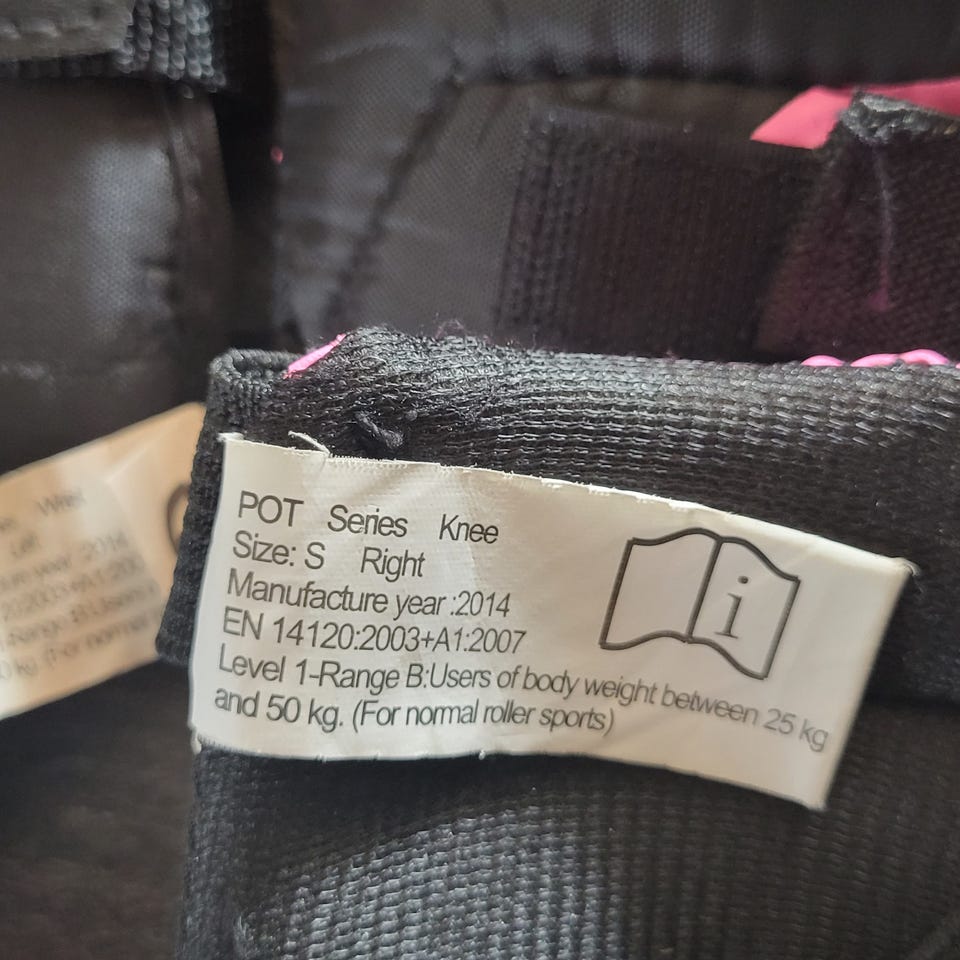 POT Series Knee
Size: S Right
Manufacture year :2014
EN 14120:2003+A1:2007
Level 1-Range B:Users of body weight between 25 kg
and 50 kg. (For normal roller sports)
i